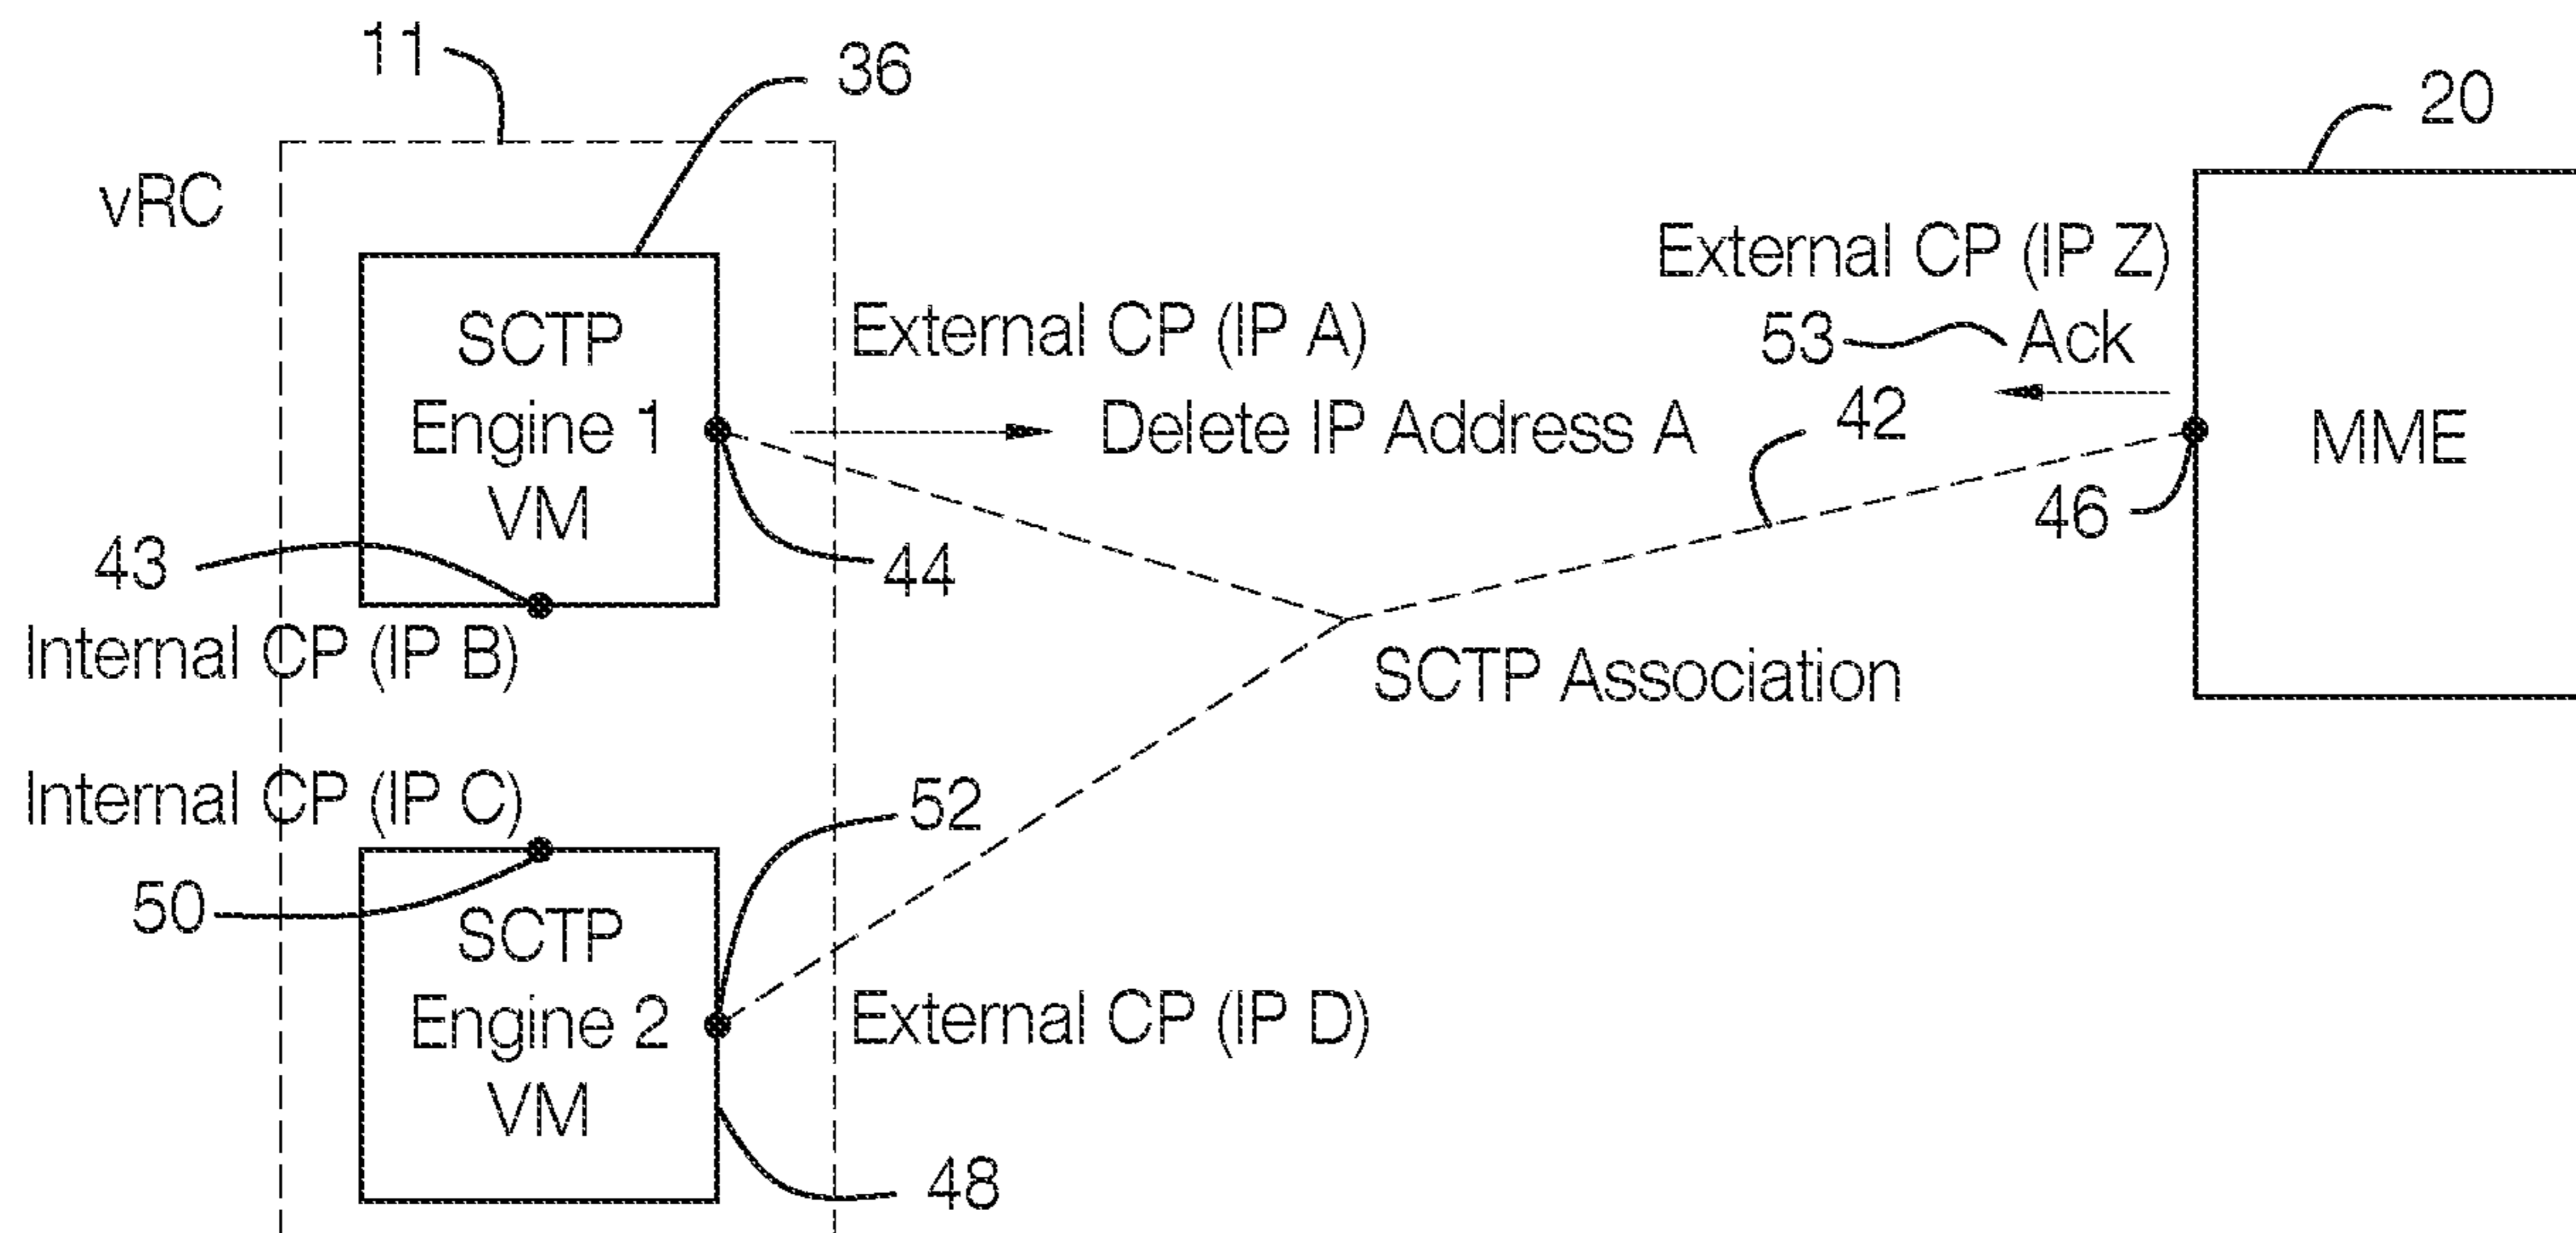 11
36
20
vRC
External CP (IP Z)
SCTP
Engine 1
VM
External CP (IP A)
53
Ack
Delete IP Address A
42
MME
46
43
44
Internal CP (IP B)
SCTP Association
Internal CP (IP C)
52
50
SCTP
Engine 2
VM
External CP (IP D)
48